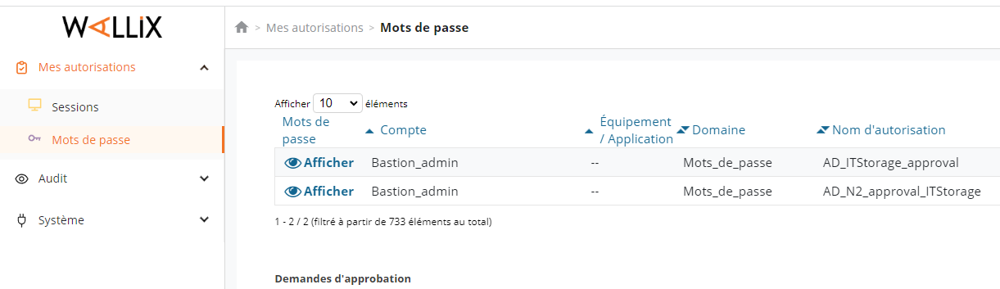 WALLIX
Mes autorisations > Mots de passe
Mes autorisations
Sessions
Mots de passe
Audit
Système
Afficher 10 éléments
Mots de passe Compte Équipement / Application Domaine Nom d'autorisation
Afficher Bastion_admin -- Mots_de_passe AD_ITStorage_approval
Afficher Bastion_admin -- Mots_de_passe AD_N2_approval_ITStorage
1 - 2 / 2 (filtré à partir de 733 éléments au total)
Demandes d'approbation